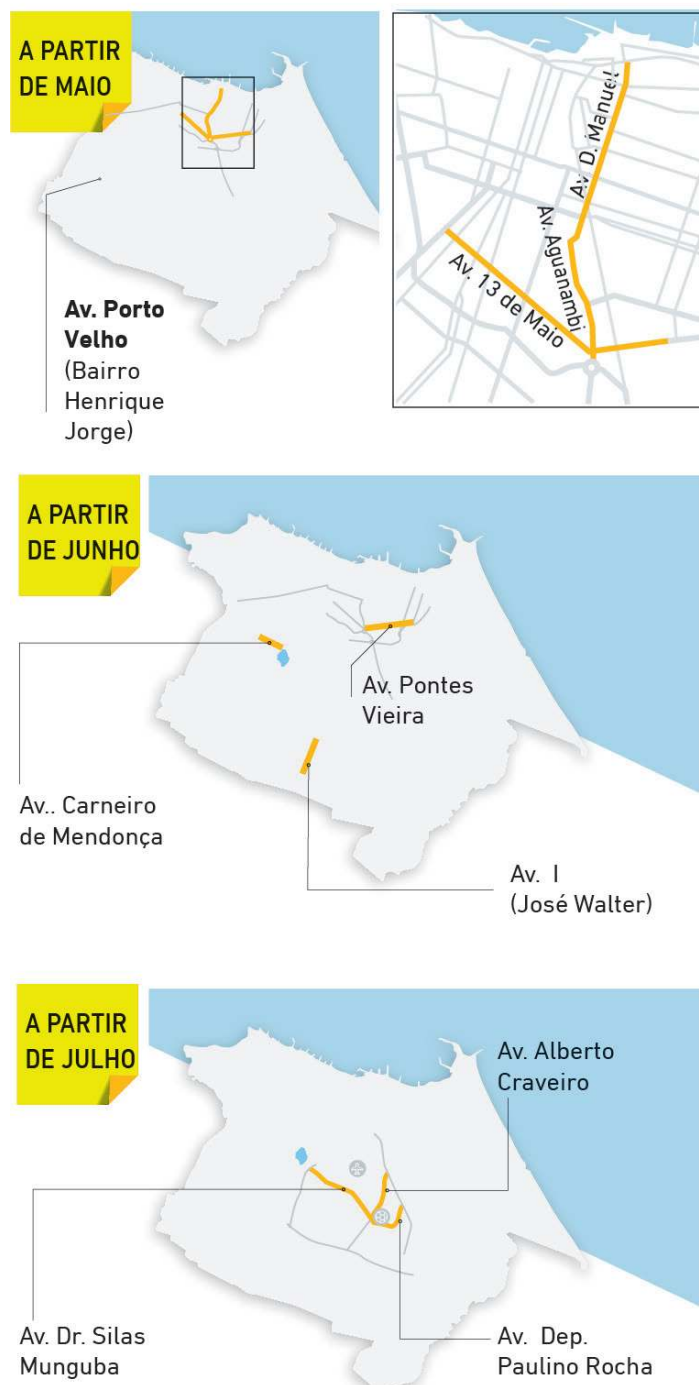 A PARTIR
DE MAIO
Av. Porto
Velho
(Bairro
Henrique
Jorge)
Av. D. Manuel
Av. Aguanambi
Av. 13 de Maio
A PARTIR
DE JUNHO
Av. Pontes
Vieira
Av.. Carneiro
de Mendonça
Av. I
(José Walter)
A PARTIR
DE JULHO
Av. Alberto
Craveiro
Av. Dr. Silas
Munguba
Av. Dep.
Paulino Rocha